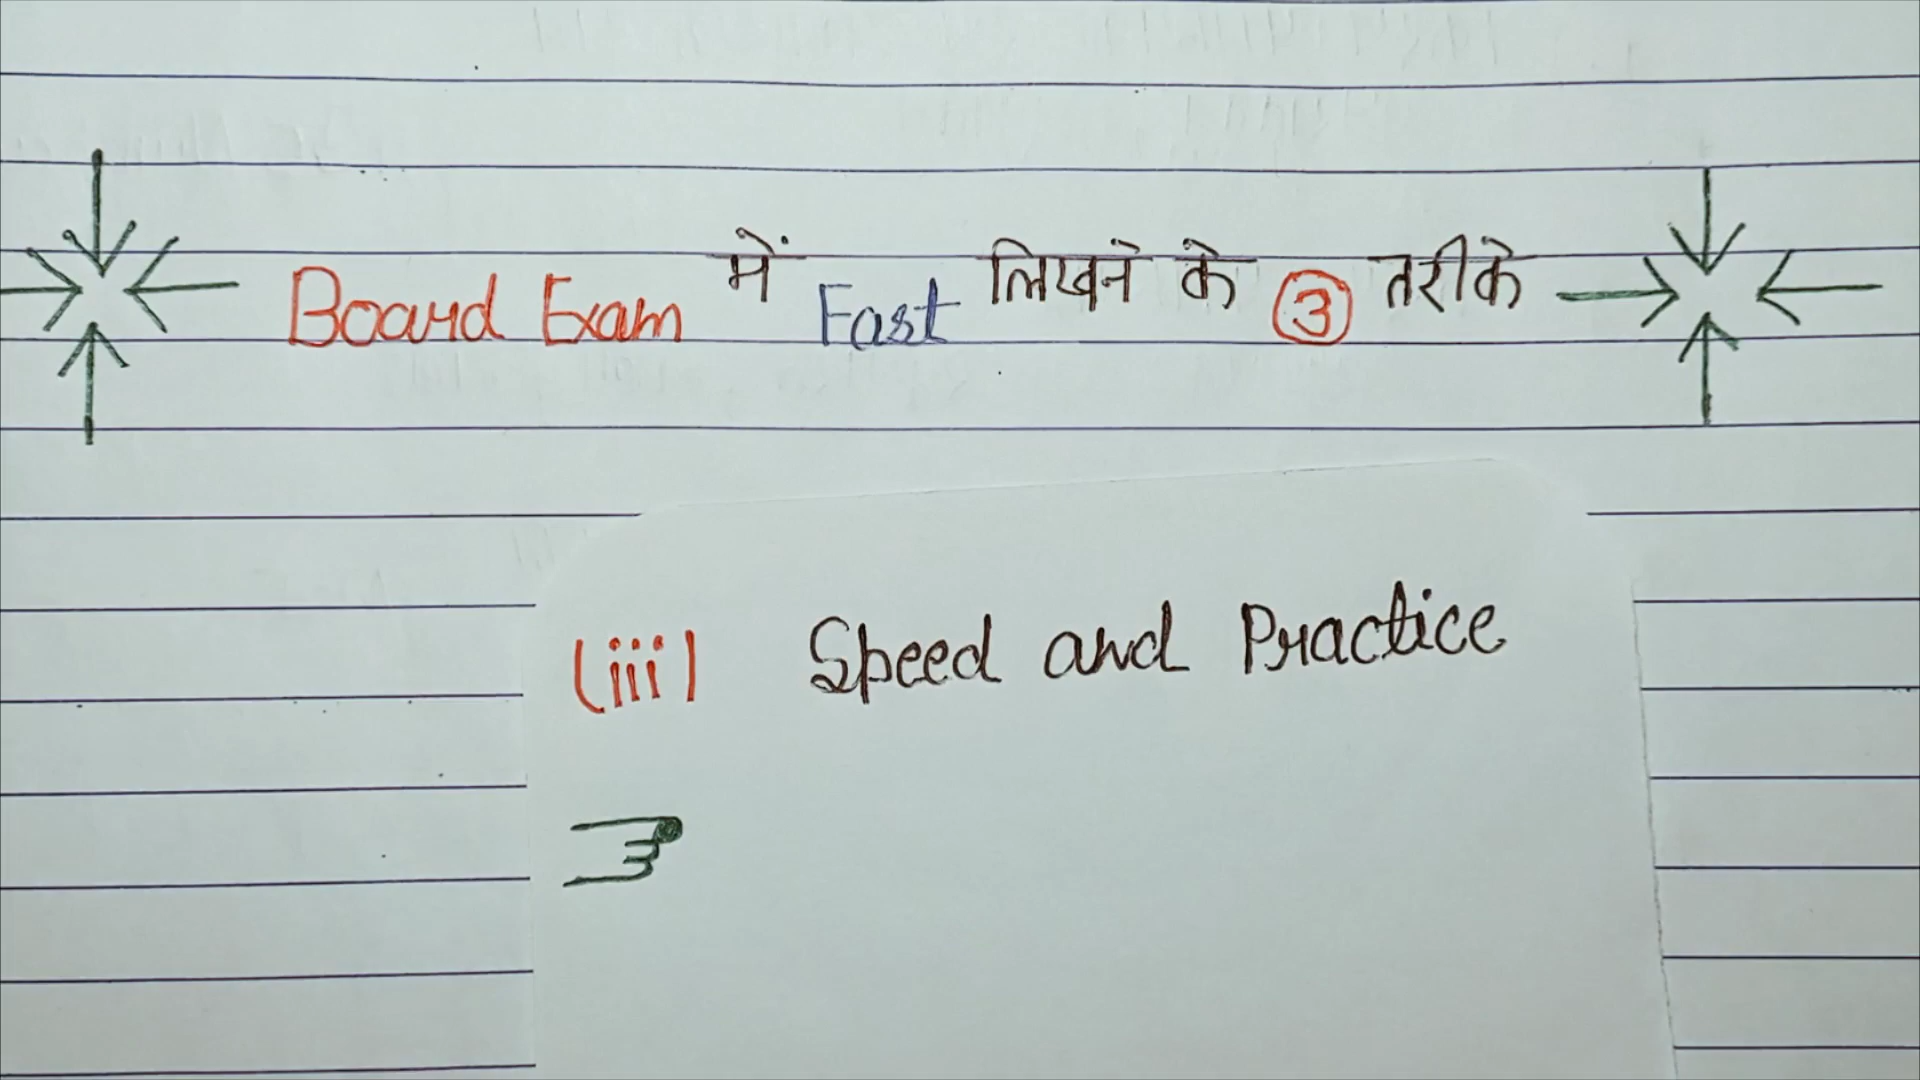 Board Exam में Fast लिखने के 3 तरीके
(iii) Speed and Practice